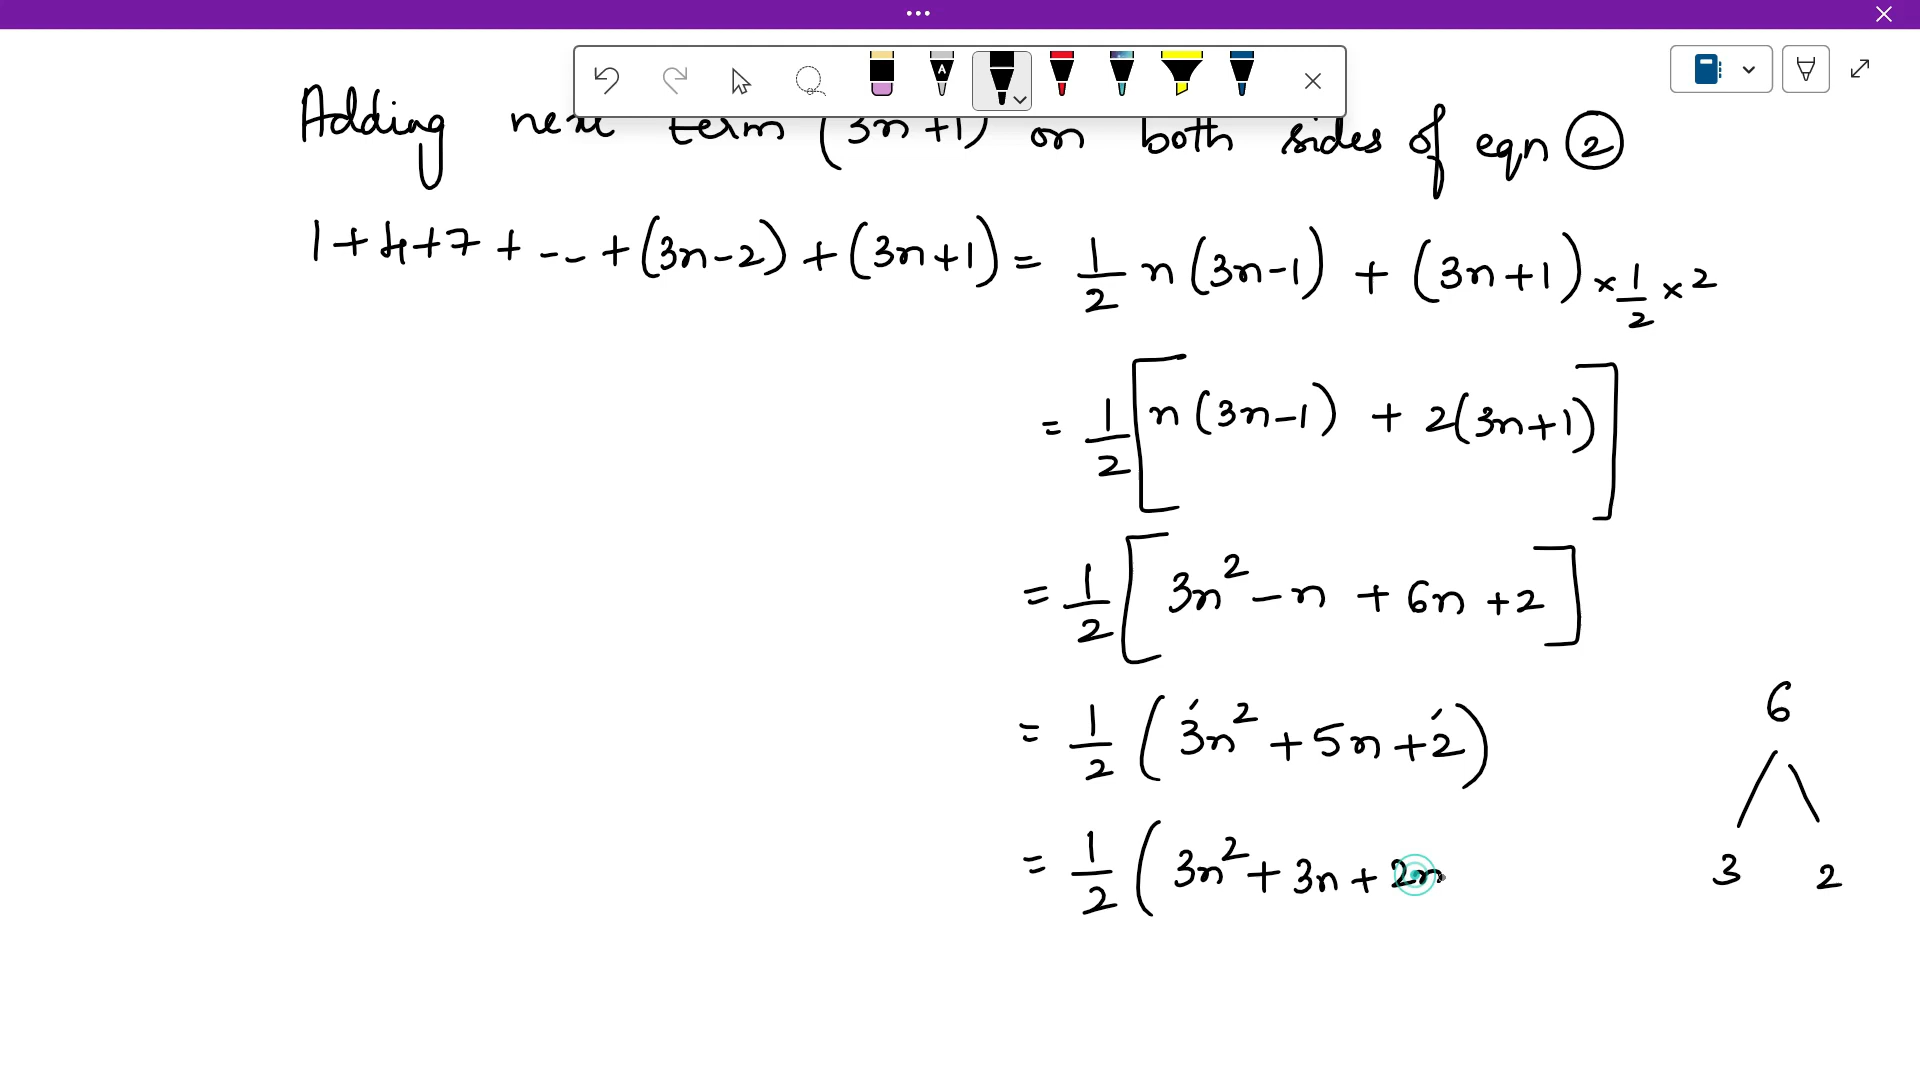 Adding next term (3n+1) on both sides of eqn ②
1+4+7+ -.. +(3n-2)+(3n+1) = 1/2 n(3n-1) + (3n+1) × 1/2 × 2
= 1/2 [n(3n-1) + 2(3n+1)]
= 1/2 [3n² - n + 6n + 2]
= 1/2 (3n² + 5n + 2)
6
= 1/2 (3n² + 3n + 2n
3 2